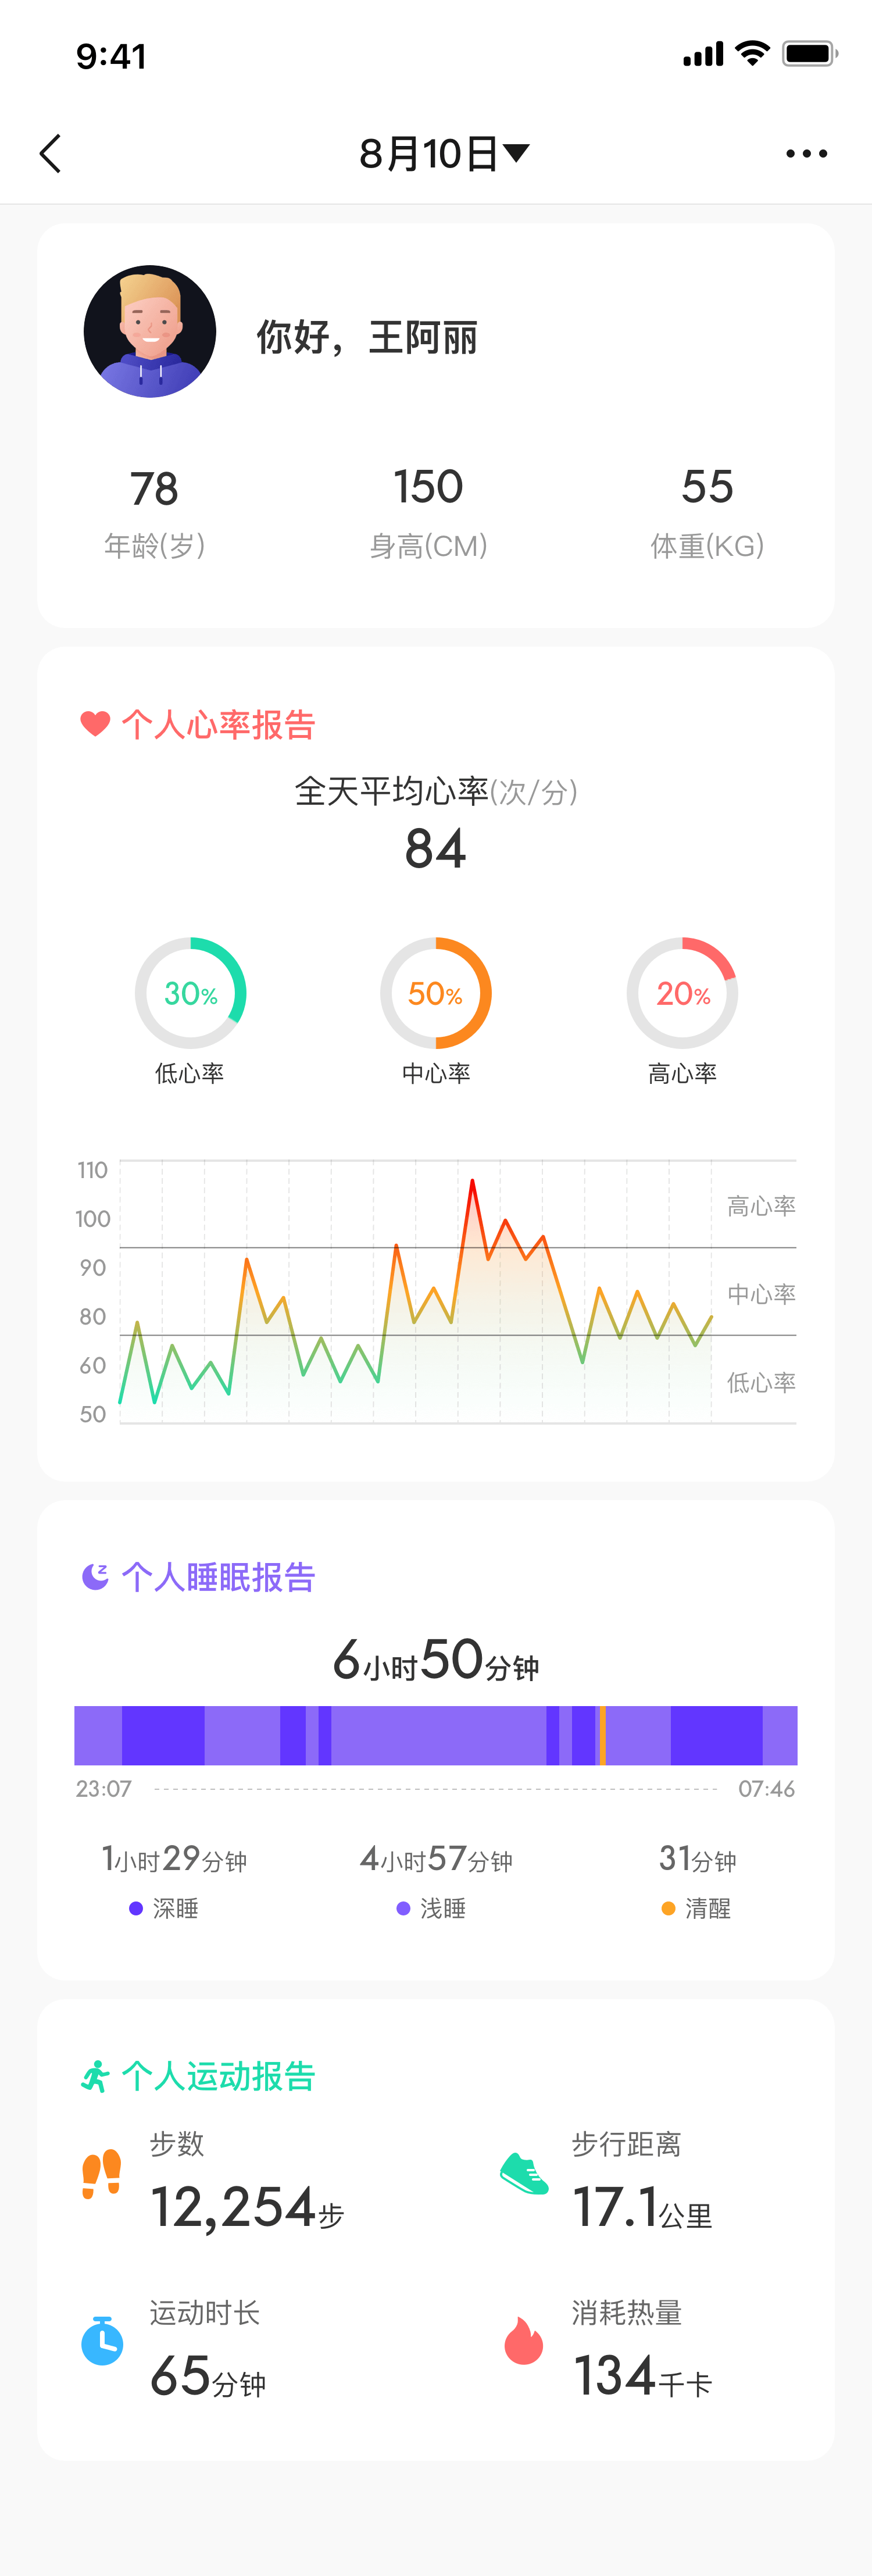 9:41
8月10日
你好，王阿丽
78 150 55
年龄(岁) 身高(CM) 体重(KG)
个人心率报告
全天平均心率(次/分)
84
30% 50% 20%
低心率 中心率 高心率
110
高心率
100
90
中心率
80
60
低心率
50
z
个人睡眠报告
6小时50分钟
23:07 07:46
1小时29分钟 4小时57分钟 31分钟
深睡 浅睡 清醒
个人运动报告
步数 步行距离
12,254步 17.1公里
运动时长 消耗热量
65分钟 134千卡